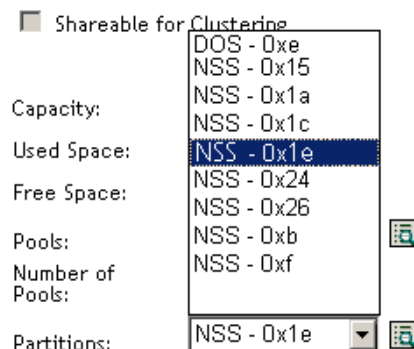 Shareable for Clustering
DOS - 0xe
NSS - 0x15
NSS - 0x1a
Capacity:
NSS - 0x1c
Used Space:
NSS - 0x1e
NSS - 0x24
Free Space:
NSS - 0x26
NSS - 0xb
Pools:
NSS - 0xf
Number of
Pools:
Partitions:
NSS - 0x1e